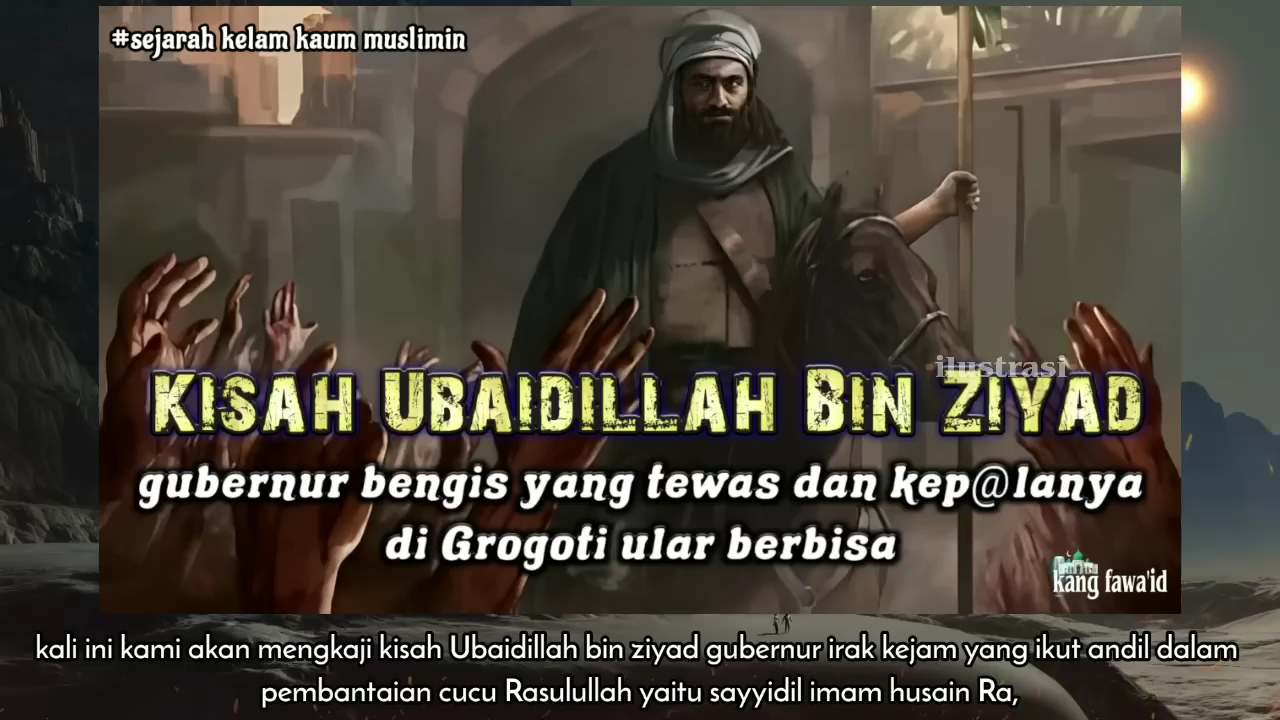 #sejarah kelam kaum muslimin
ilustrasi
Kisah Ubaidillah Bin Ziyad
gubernur bengis yang tewas dan kep@lanya
di Grogoti ular berbisa
kang fawa'id
kali ini kami akan mengkaji kisah Ubaidillah bin ziyad gubernur irak kejam yang ikut andil dalam
pembantaian cucu Rasulullah yaitu sayyidil imam husain Ra,